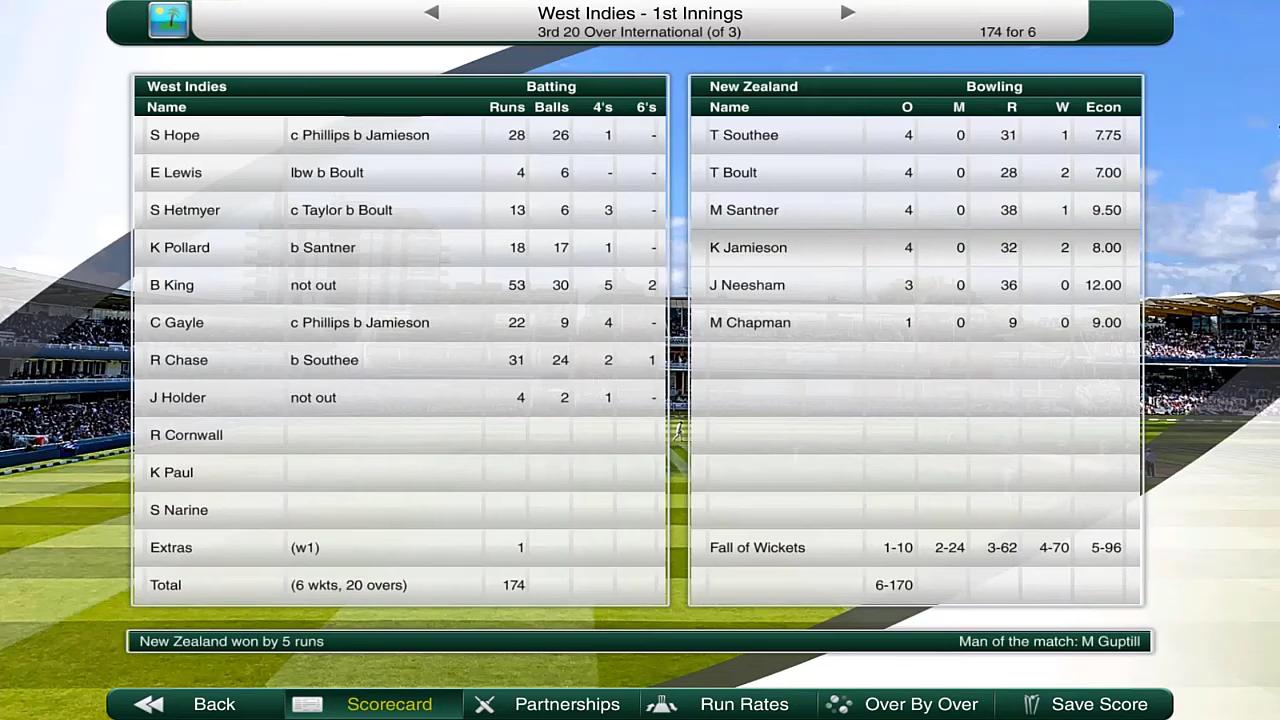 West Indies - 1st Innings
3rd 20 Over International (of 3)
174 for 6
West Indies Batting
Name Runs Balls 4's 6's
S Hope c Phillips b Jamieson 28 26 1 -
E Lewis lbw b Boult 4 6 - -
S Hetmyer c Taylor b Boult 13 6 3 -
K Pollard b Santner 18 17 1 -
B King not out 53 30 5 2
C Gayle c Phillips b Jamieson 22 9 4 -
R Chase b Southee 31 24 2 1
J Holder not out 4 2 1 -
R Cornwall
K Paul
S Narine
Extras (w1) 1
Total (6 wkts, 20 overs) 174
New Zealand Bowling
Name O M R W Econ
T Southee 4 0 31 1 7.75
T Boult 4 0 28 2 7.00
M Santner 4 0 38 1 9.50
K Jamieson 4 0 32 2 8.00
J Neesham 3 0 36 0 12.00
M Chapman 1 0 9 0 9.00
Fall of Wickets 1-10 2-24 3-62 4-70 5-96
6-170
New Zealand won by 5 runs
Man of the match: M Guptill
Back Scorecard Partnerships Run Rates Over By Over Save Score